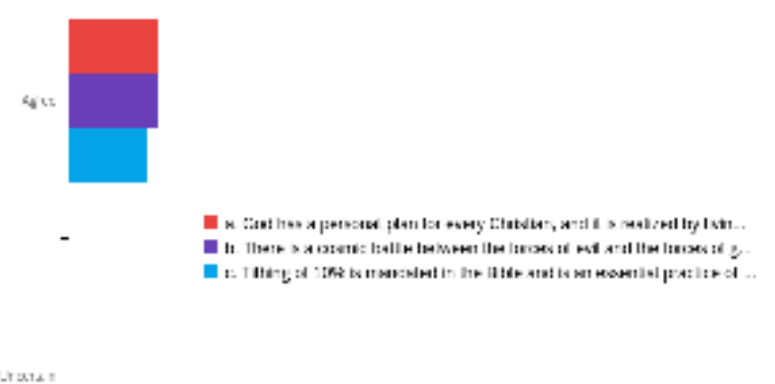 Agree
a. God has a personal plan for every Christian, and it is realized by livin...
b. There is a cosmic battle between the forces of evil and the forces of g...
c. Tithing of 10% is mandated in the Bible and is an essential practice of ...
Uncertain